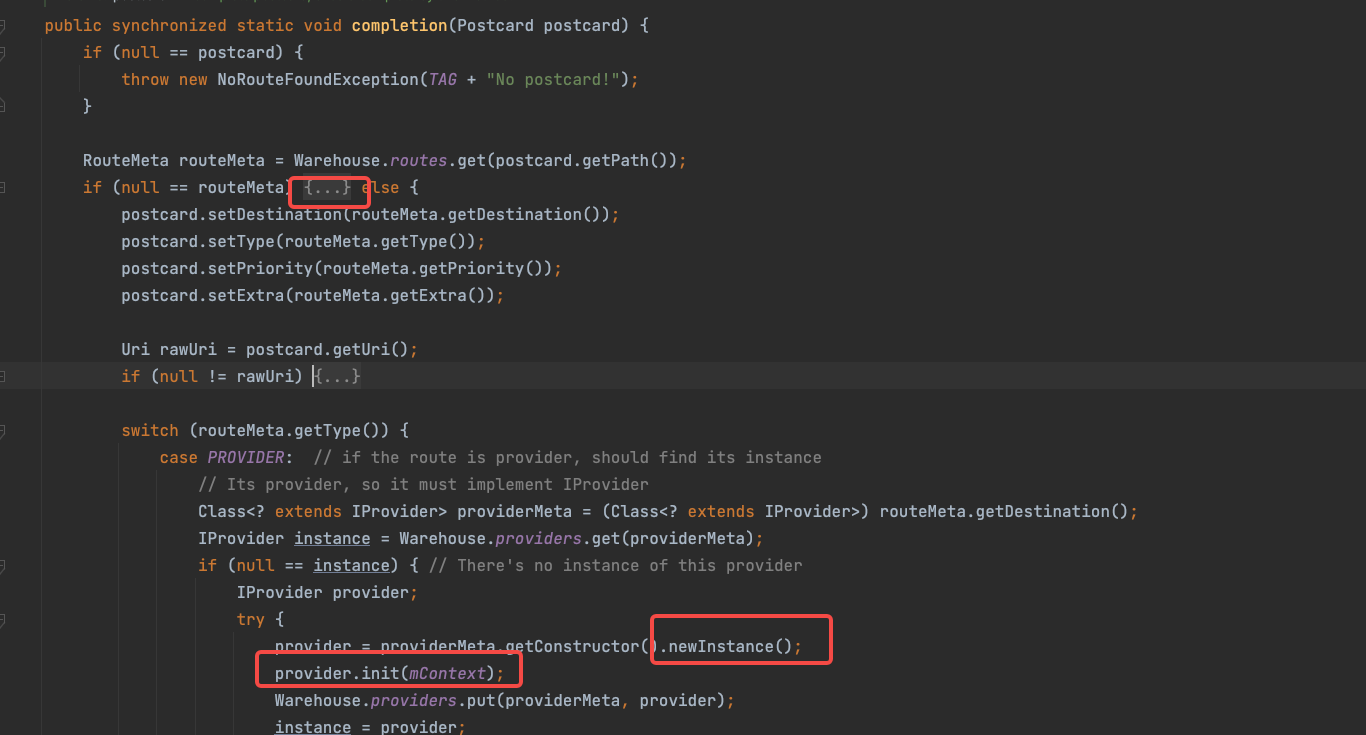 public synchronized static void completion(Postcard postcard) {
if (null == postcard) {
throw new NoRouteFoundException(TAG + "No postcard!");
}
RouteMeta routeMeta = Warehouse.routes.get(postcard.getPath());
if (null == routeMeta) {...} else {
postcard.setDestination(routeMeta.getDestination());
postcard.setType(routeMeta.getType());
postcard.setPriority(routeMeta.getPriority());
postcard.setExtra(routeMeta.getExtra());
Uri rawUri = postcard.getUri();
if (null != rawUri) {...}
switch (routeMeta.getType()) {
case PROVIDER:  // if the route is provider, should find its instance
// Its provider, so it must implement IProvider
Class<? extends IProvider> providerMeta = (Class<? extends IProvider>) routeMeta.getDestination();
IProvider instance = Warehouse.providers.get(providerMeta);
if (null == instance) { // There's no instance of this provider
IProvider provider;
try {
provider = providerMeta.getConstructor().newInstance();
provider.init(mContext);
Warehouse.providers.put(providerMeta, provider);
instance = provider;